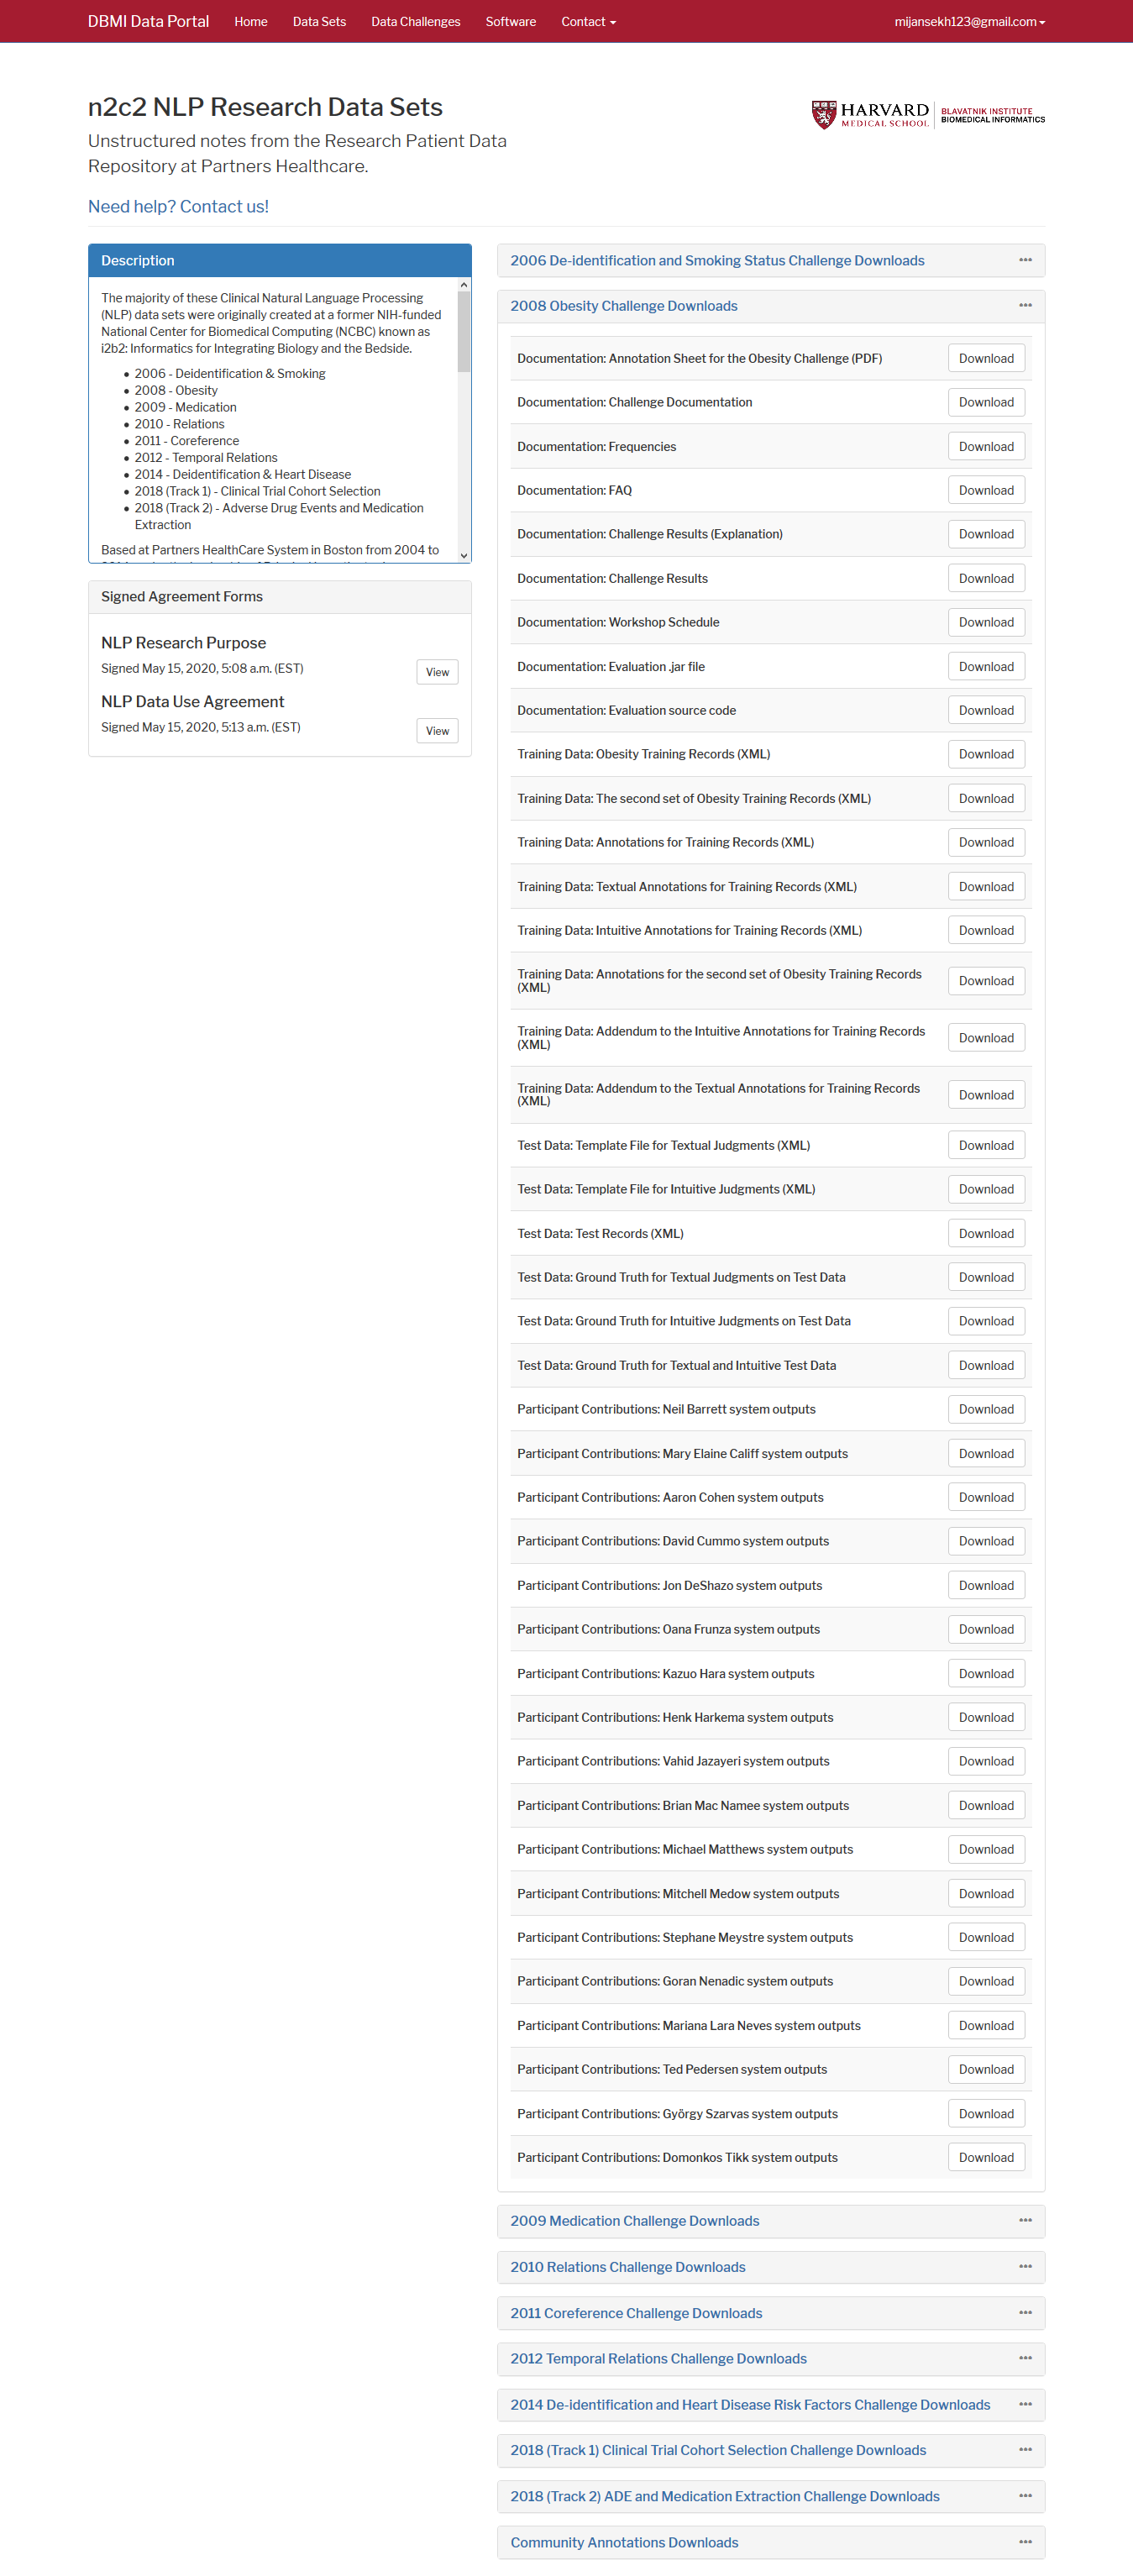 DBMI Data Portal Home Data Sets Data Challenges Software Contact mijansekh123@gmail.com
n2c2 NLP Research Data Sets
HARVARD
MEDICAL SCHOOL
BLAVATNIK INSTITUTE
BIOMEDICAL INFORMATICS
Unstructured notes from the Research Patient Data
Repository at Partners Healthcare.
Need help? Contact us!
Description
The majority of these Clinical Natural Language Processing
(NLP) data sets were originally created at a former NIH-funded
National Center for Biomedical Computing (NCBC) known as
i2b2: Informatics for Integrating Biology and the Bedside.
• 2006 - Deidentification & Smoking
• 2008 - Obesity
• 2009 - Medication
• 2010 - Relations
• 2011 - Coreference
• 2012 - Temporal Relations
• 2014 - Deidentification & Heart Disease
• 2018 (Track 1) - Clinical Trial Cohort Selection
• 2018 (Track 2) - Adverse Drug Events and Medication
Extraction
Based at Partners HealthCare System in Boston from 2004 to
Signed Agreement Forms
NLP Research Purpose
Signed May 15, 2020, 5:08 a.m. (EST) View
NLP Data Use Agreement
Signed May 15, 2020, 5:13 a.m. (EST) View
2006 De-identification and Smoking Status Challenge Downloads
2008 Obesity Challenge Downloads
Documentation: Annotation Sheet for the Obesity Challenge (PDF) Download
Documentation: Challenge Documentation Download
Documentation: Frequencies Download
Documentation: FAQ Download
Documentation: Challenge Results (Explanation) Download
Documentation: Challenge Results Download
Documentation: Workshop Schedule Download
Documentation: Evaluation .jar file Download
Documentation: Evaluation source code Download
Training Data: Obesity Training Records (XML) Download
Training Data: The second set of Obesity Training Records (XML) Download
Training Data: Annotations for Training Records (XML) Download
Training Data: Textual Annotations for Training Records (XML) Download
Training Data: Intuitive Annotations for Training Records (XML) Download
Training Data: Annotations for the second set of Obesity Training Records
(XML) Download
Training Data: Addendum to the Intuitive Annotations for Training Records
(XML) Download
Training Data: Addendum to the Textual Annotations for Training Records
(XML) Download
Test Data: Template File for Textual Judgments (XML) Download
Test Data: Template File for Intuitive Judgments (XML) Download
Test Data: Test Records (XML) Download
Test Data: Ground Truth for Textual Judgments on Test Data Download
Test Data: Ground Truth for Intuitive Judgments on Test Data Download
Test Data: Ground Truth for Textual and Intuitive Test Data Download
Participant Contributions: Neil Barrett system outputs Download
Participant Contributions: Mary Elaine Califf system outputs Download
Participant Contributions: Aaron Cohen system outputs Download
Participant Contributions: David Cummo system outputs Download
Participant Contributions: Jon DeShazo system outputs Download
Participant Contributions: Oana Frunza system outputs Download
Participant Contributions: Kazuo Hara system outputs Download
Participant Contributions: Henk Harkema system outputs Download
Participant Contributions: Vahid Jazayeri system outputs Download
Participant Contributions: Brian Mac Namee system outputs Download
Participant Contributions: Michael Matthews system outputs Download
Participant Contributions: Mitchell Medow system outputs Download
Participant Contributions: Stephane Meystre system outputs Download
Participant Contributions: Goran Nenadic system outputs Download
Participant Contributions: Mariana Lara Neves system outputs Download
Participant Contributions: Ted Pedersen system outputs Download
Participant Contributions: György Szarvas system outputs Download
Participant Contributions: Domonkos Tikk system outputs Download
2009 Medication Challenge Downloads
2010 Relations Challenge Downloads
2011 Coreference Challenge Downloads
2012 Temporal Relations Challenge Downloads
2014 De-identification and Heart Disease Risk Factors Challenge Downloads
2018 (Track 1) Clinical Trial Cohort Selection Challenge Downloads
2018 (Track 2) ADE and Medication Extraction Challenge Downloads
Community Annotations Downloads